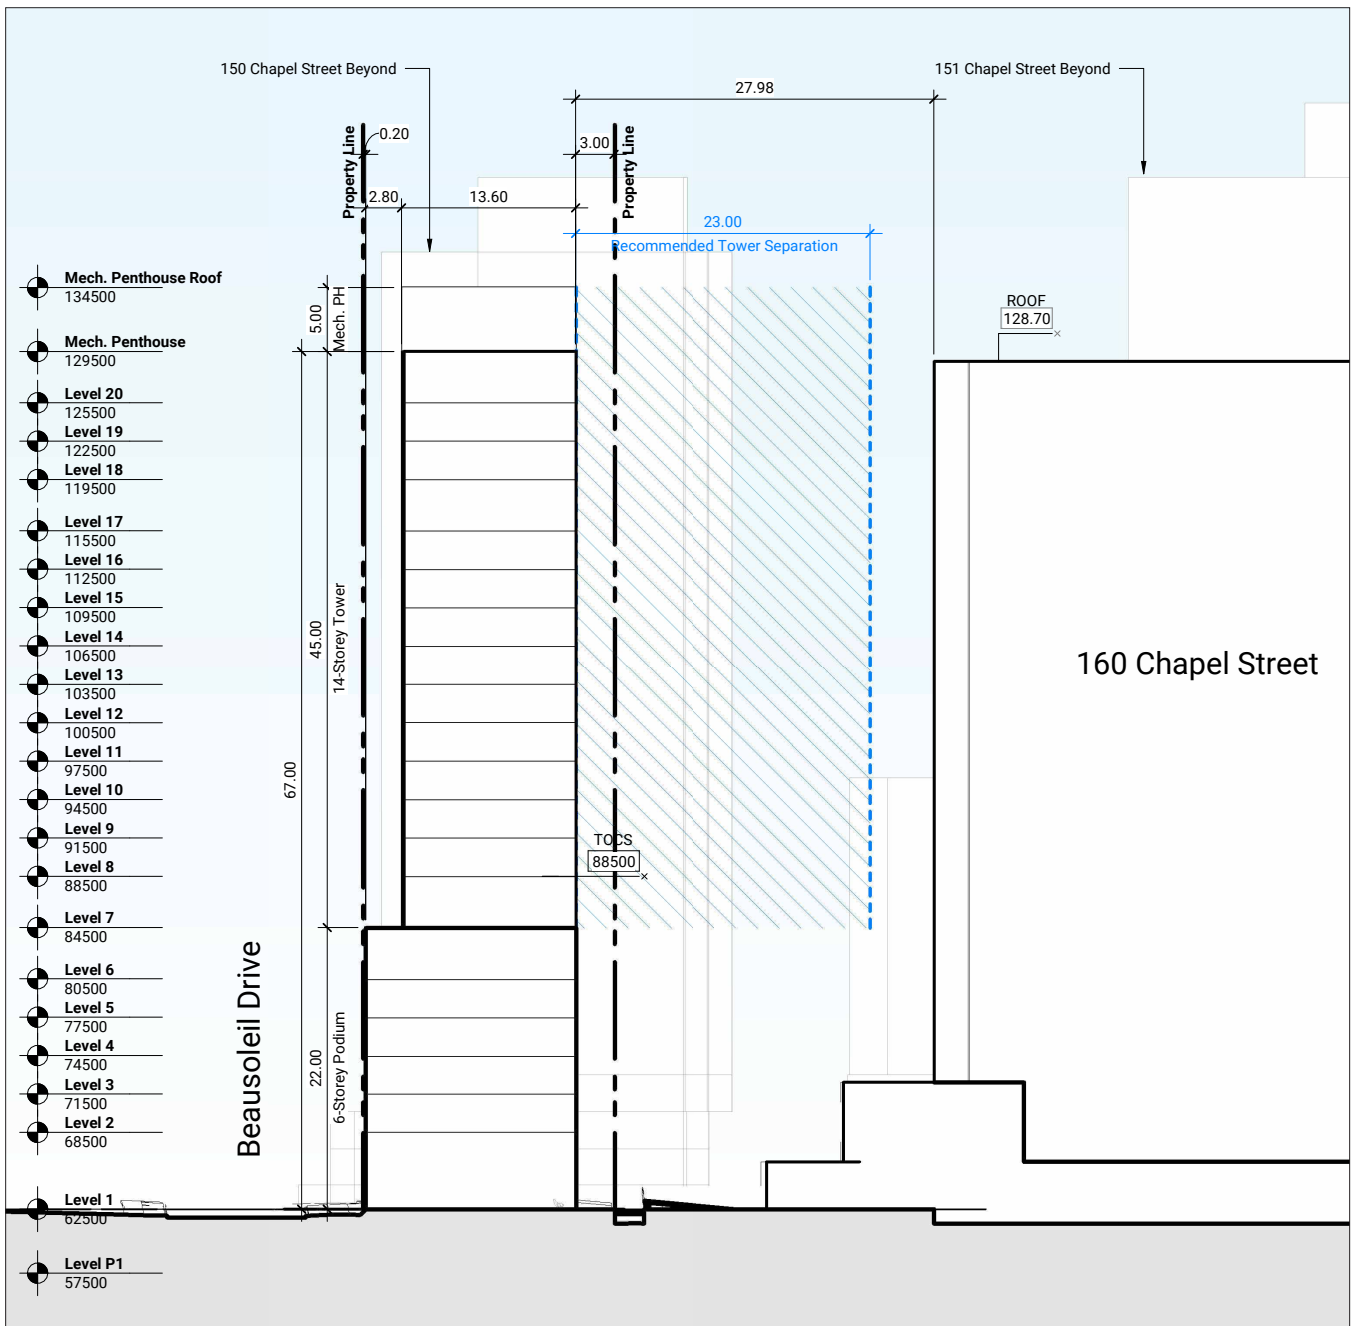 150 Chapel Street Beyond
151 Chapel Street Beyond
27.98
Property Line
0.20
3.00
Property Line
2.80
13.60
23.00
Recommended Tower Separation
Mech. Penthouse Roof
134500
5.00
Mech. PH
ROOF
128.70
Mech. Penthouse
129500
Level 20
125500
Level 19
122500
Level 18
119500
Level 17
115500
Level 16
112500
Level 15
109500
Level 14
106500
Level 13
103500
Level 12
100500
Level 11
97500
Level 10
94500
Level 9
91500
Level 8
88500
Level 7
84500
Level 6
80500
Level 5
77500
Level 4
74500
Level 3
71500
Level 2
68500
Level 1
62500
Level P1
57500
45.00
14-Storey Tower
67.00
160 Chapel Street
TOCS
88500
Beausoleil Drive
22.00
6-Storey Podium